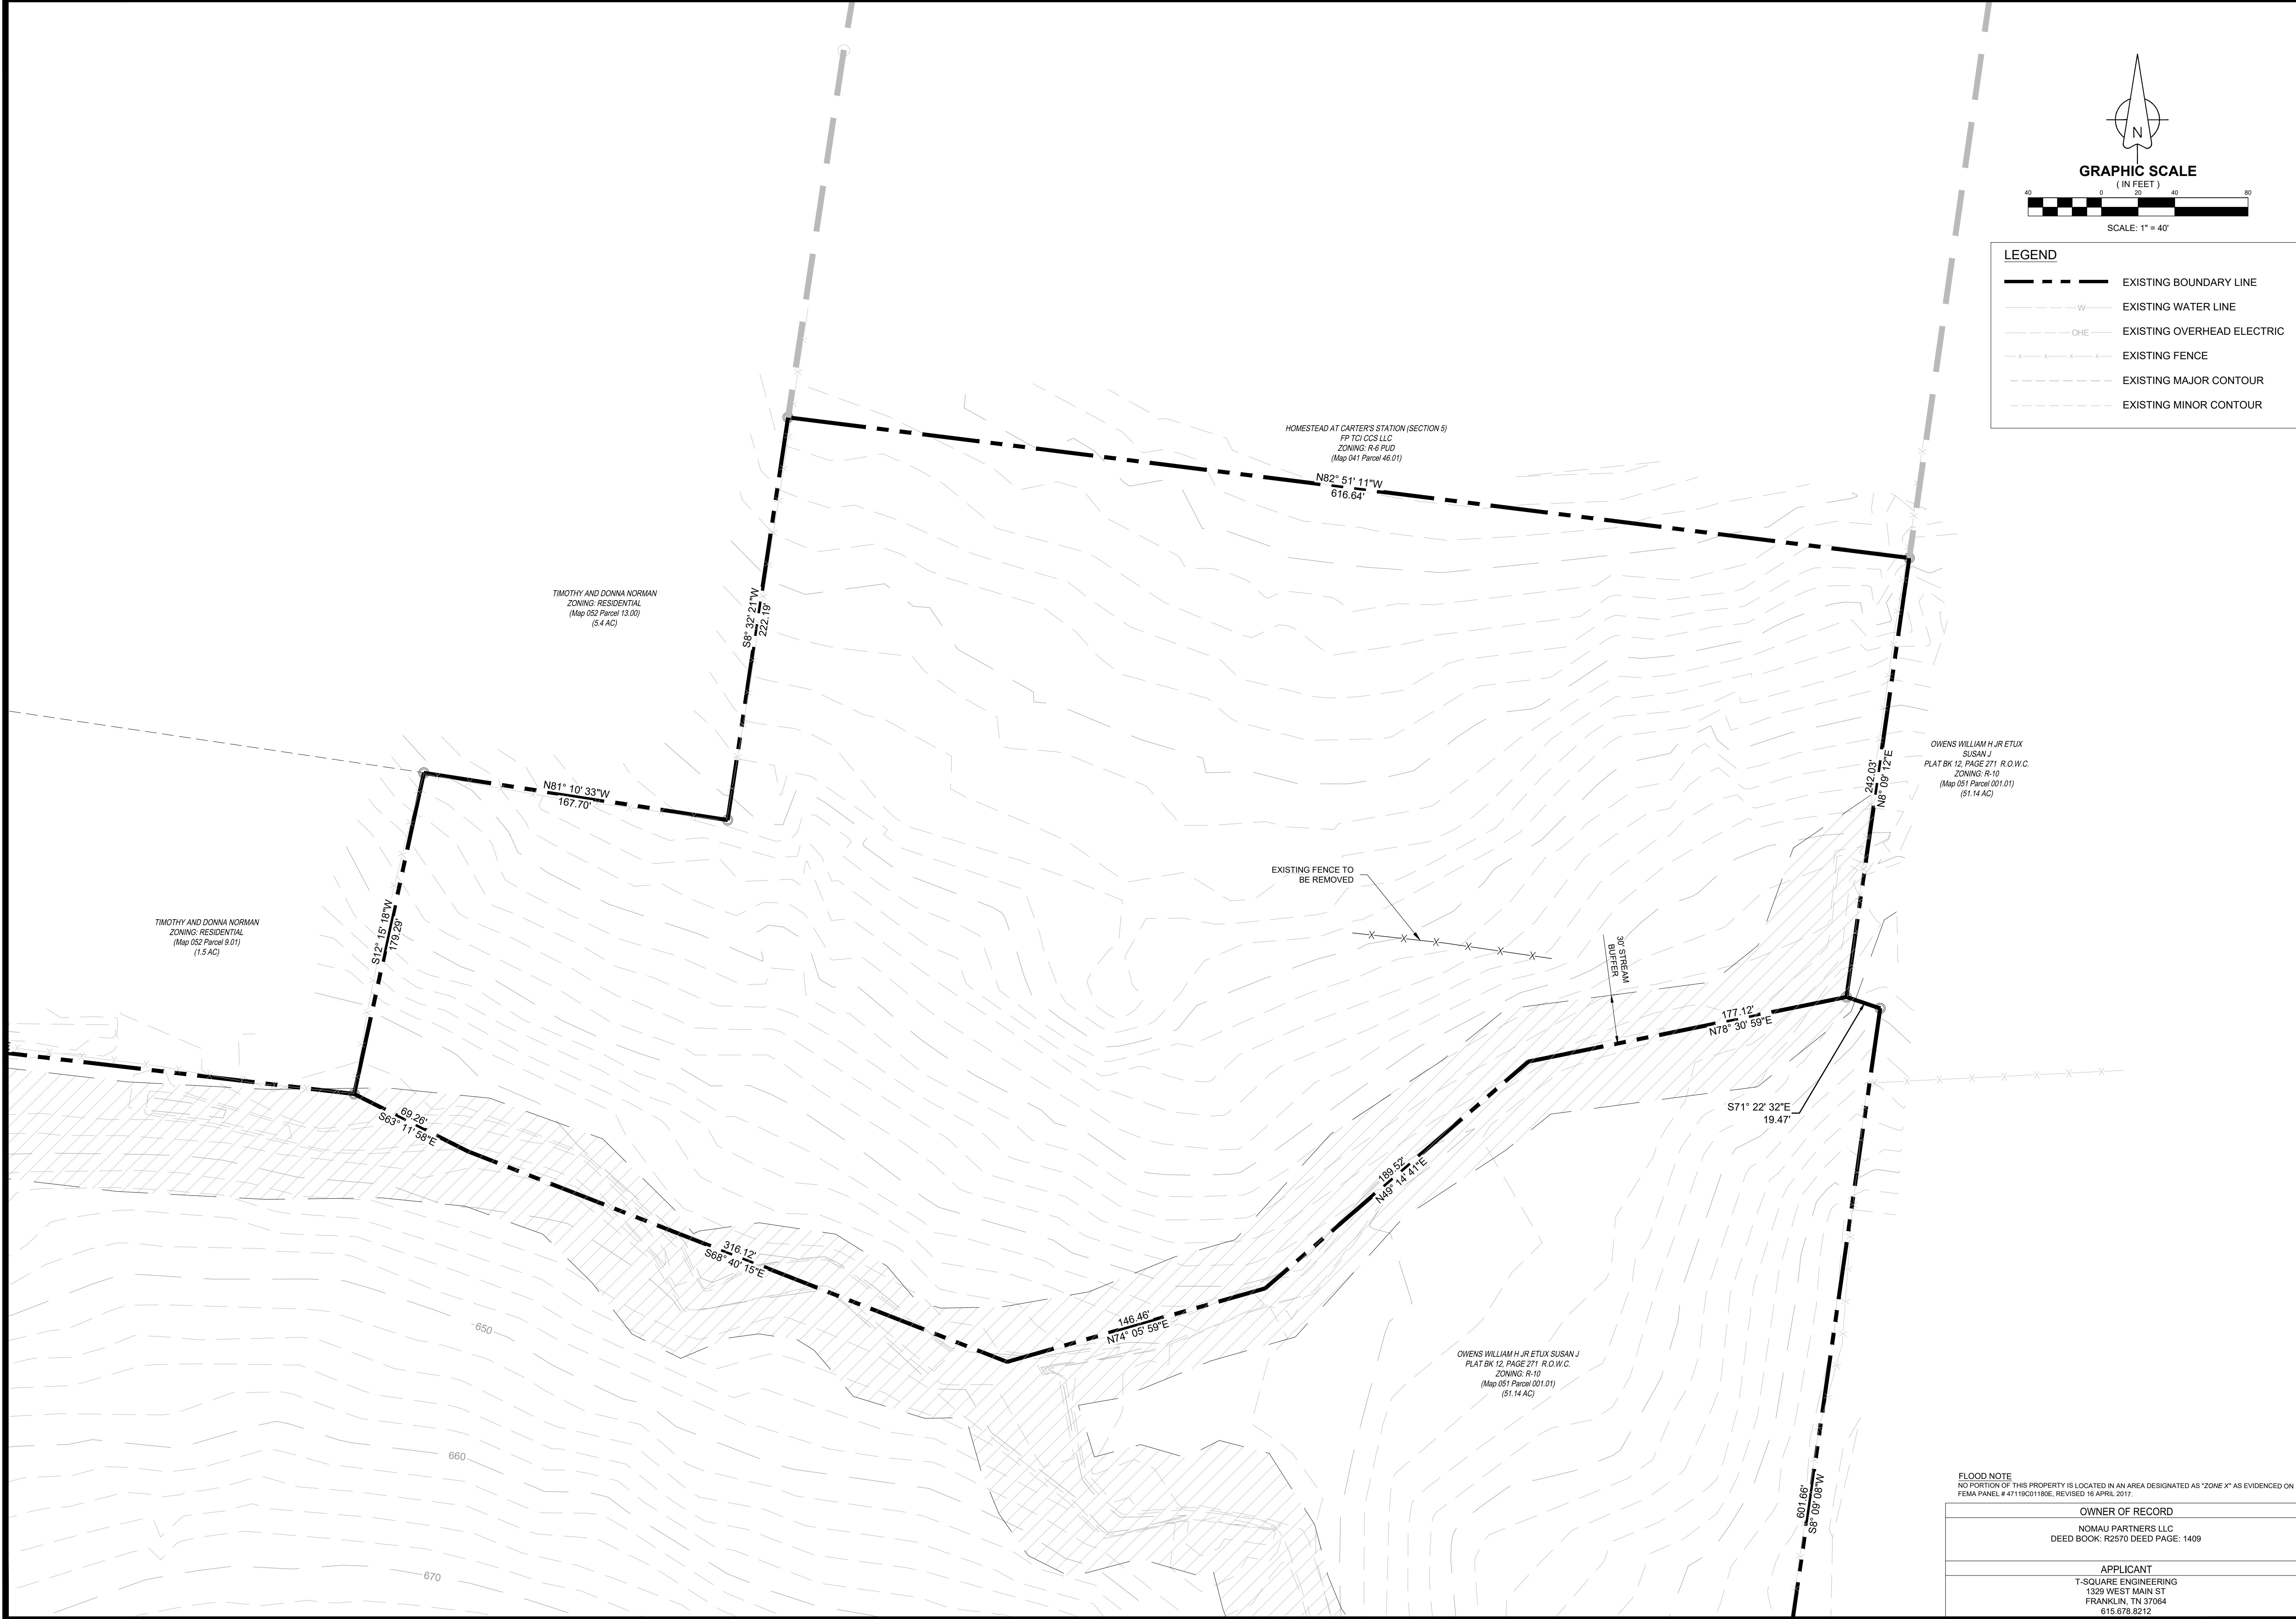 N
GRAPHIC SCALE
( IN FEET )
40 0 20 40 80
SCALE: 1" = 40'
LEGEND
EXISTING BOUNDARY LINE
W
EXISTING WATER LINE
OHE
EXISTING OVERHEAD ELECTRIC
X X X X
EXISTING FENCE
EXISTING MAJOR CONTOUR
EXISTING MINOR CONTOUR
HOMESTEAD AT CARTER'S STATION (SECTION 5)
FP TCI CCS LLC
ZONING: R-6 PUD
(Map 041 Parcel 46.01)
N82° 51' 11"W
616.64'
TIMOTHY AND DONNA NORMAN
ZONING: RESIDENTIAL
(Map 052 Parcel 13.00)
(5.4 AC)
S8° 32' 21"W
222.19'
OWENS WILLIAM H JR ETUX
SUSAN J
PLAT BK 12, PAGE 271 R.O.W.C.
ZONING: R-10
(Map 051 Parcel 001.01)
(51.14 AC)
242.03'
N8° 09' 12"E
N81° 10' 33"W
167.70'
EXISTING FENCE TO
BE REMOVED
X X X X X X
TIMOTHY AND DONNA NORMAN
ZONING: RESIDENTIAL
(Map 052 Parcel 9.01)
(1.5 AC)
S12° 15' 18"W
179.29'
30' STREAM
BUFFER
177.12'
N78° 30' 59"E
S71° 22' 32"E
19.47'
69.26'
S63° 11' 58"E
189.52'
N49° 14' 41"E
316.12'
S68° 40' 15"E
146.46'
N74° 05' 59"E
650
OWENS WILLIAM H JR ETUX SUSAN J
PLAT BK 12, PAGE 271 R.O.W.C.
ZONING: R-10
(Map 051 Parcel 001.01)
(51.14 AC)
660
601.66'
S8° 09' 08"W
670
FLOOD NOTE
NO PORTION OF THIS PROPERTY IS LOCATED IN AN AREA DESIGNATED AS "ZONE X" AS EVIDENCED ON
FEMA PANEL # 47119C01180E, REVISED 16 APRIL 2017.
OWNER OF RECORD
NOMAU PARTNERS LLC
DEED BOOK: R2570 DEED PAGE: 1409
APPLICANT
T-SQUARE ENGINEERING
1329 WEST MAIN ST
FRANKLIN, TN 37064
615.678.8212